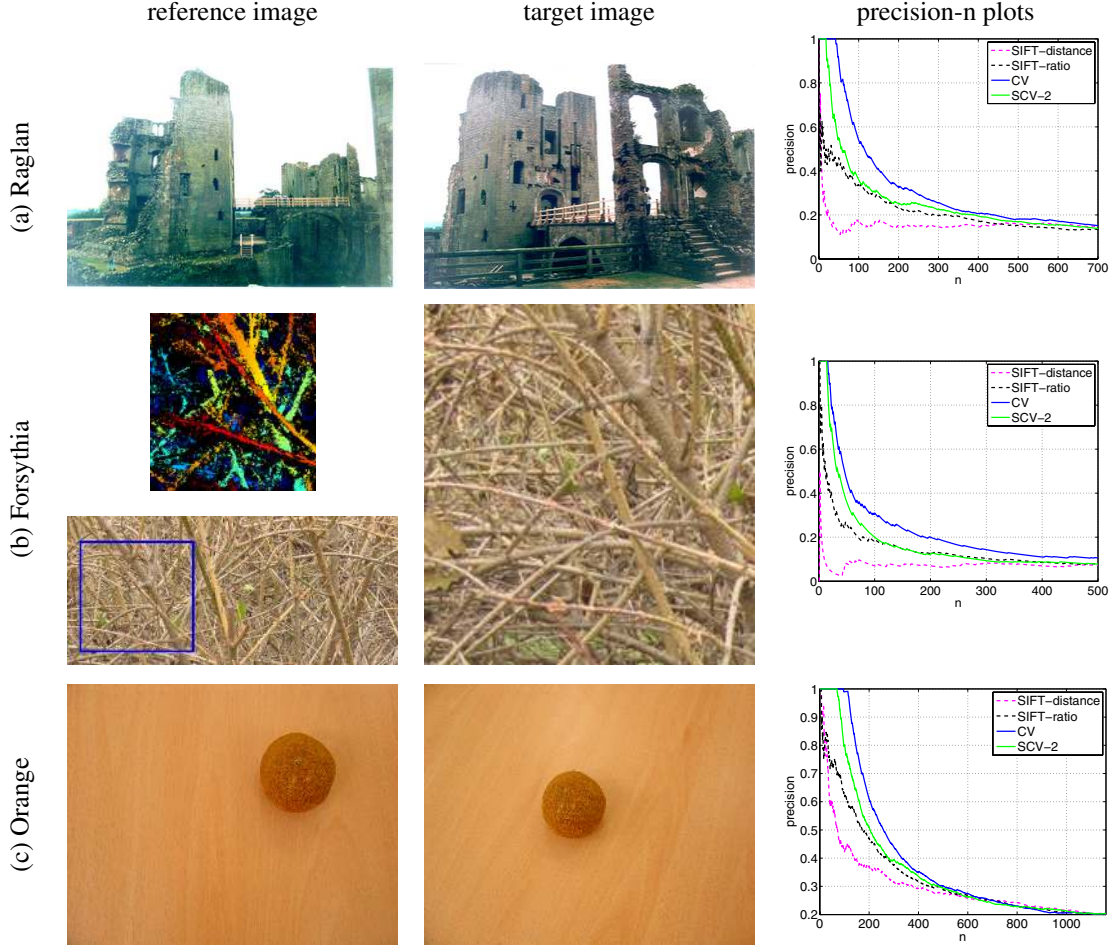 reference image target image precision-n plots
(a) Raglan
1
0.8
0.6
0.4
0.2
0
precision
SIFT-distance
SIFT-ratio
CV
SCV-2
0 100 200 300 400 500 600 700
n
(b) Forsythia
1
0.8
0.6
0.4
0.2
0
precision
SIFT-distance
SIFT-ratio
CV
SCV-2
0 100 200 300 400 500
n
(c) Orange
1
0.9
0.8
0.7
0.6
0.5
0.4
0.3
0.2
precision
SIFT-distance
SIFT-ratio
CV
SCV-2
0 200 400 600 800 1000
n